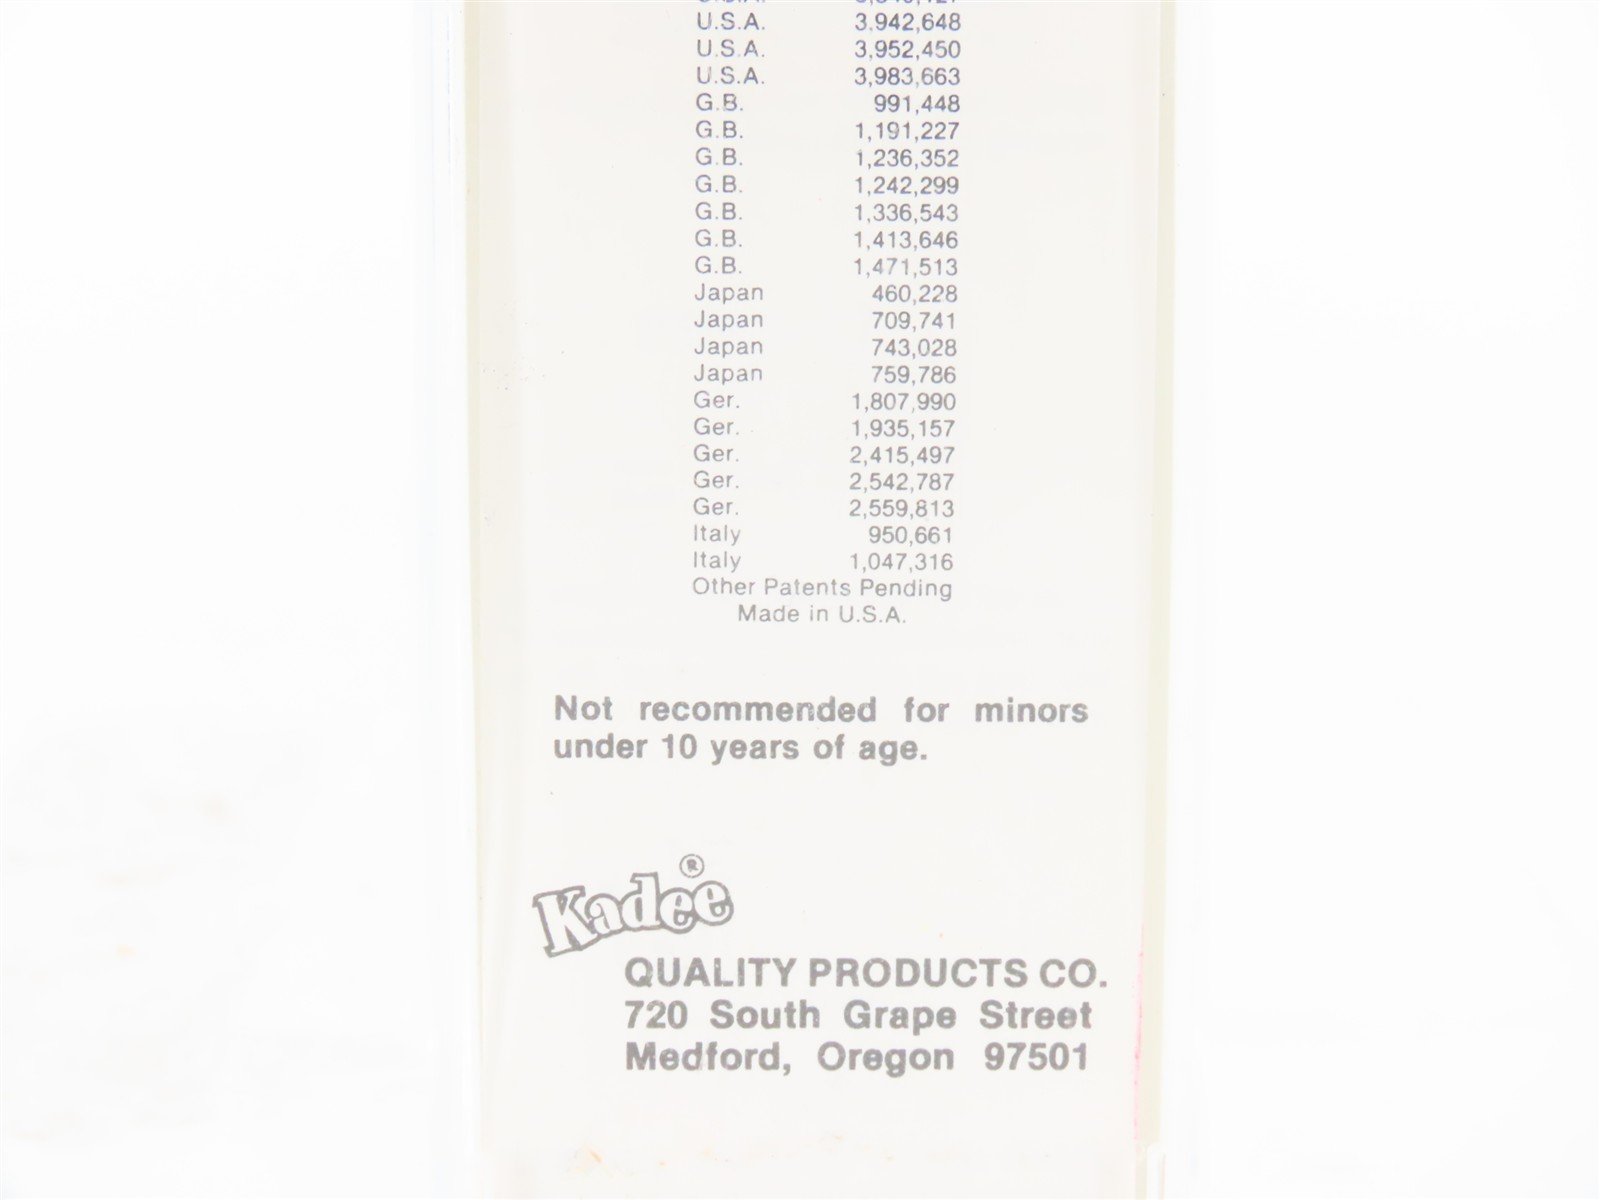 U.S.A. 3,942,648
U.S.A. 3,952,450
U.S.A. 3,983,663
G.B. 991,448
G.B. 1,191,227
G.B. 1,236,352
G.B. 1,242,299
G.B. 1,336,543
G.B. 1,413,646
G.B. 1,471,513
Japan 460,228
Japan 709,741
Japan 743,028
Japan 759,786
Ger. 1,807,990
Ger. 1,935,157
Ger. 2,415,497
Ger. 2,542,787
Ger. 2,559,813
Italy 950,661
Italy 1,047,316
Other Patents Pending
Made in U.S.A.
Not recommended for minors
under 10 years of age.
Kadee®
QUALITY PRODUCTS CO.
720 South Grape Street
Medford, Oregon 97501